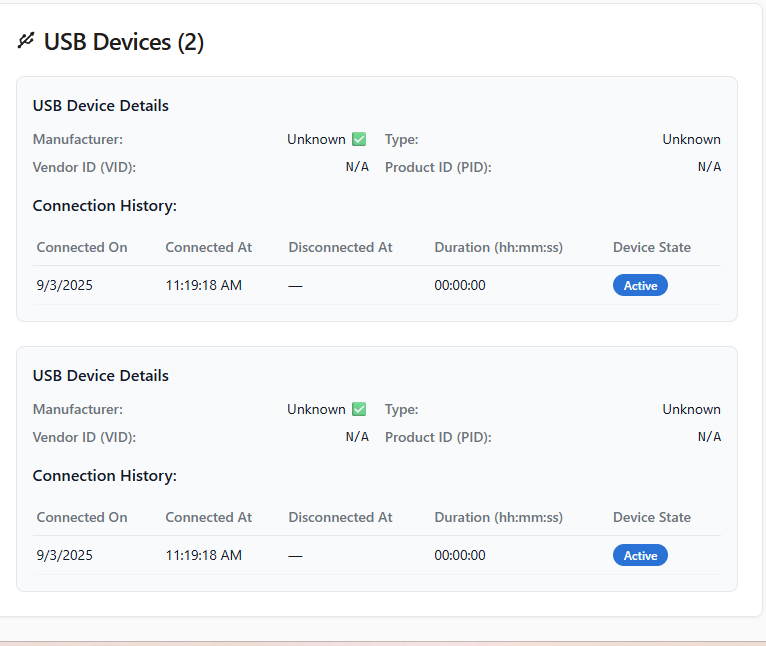 USB Devices (2)
USB Device Details
Manufacturer: Unknown ✅ Type: Unknown
Vendor ID (VID): N/A Product ID (PID): N/A
Connection History:
Connected On Connected At Disconnected At Duration (hh:mm:ss) Device State
9/3/2025 11:19:18 AM — 00:00:00 Active
USB Device Details
Manufacturer: Unknown ✅ Type: Unknown
Vendor ID (VID): N/A Product ID (PID): N/A
Connection History:
Connected On Connected At Disconnected At Duration (hh:mm:ss) Device State
9/3/2025 11:19:18 AM — 00:00:00 Active